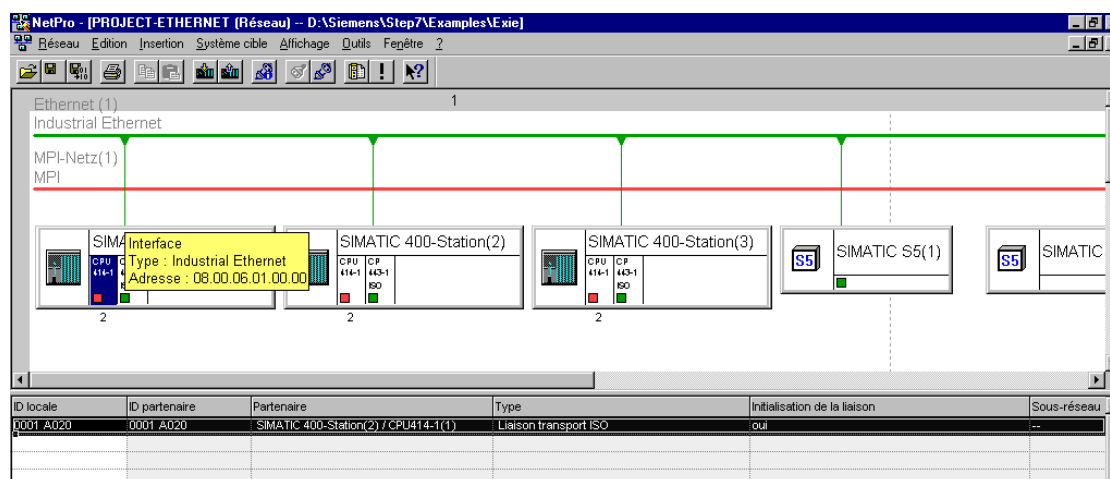 NetPro - [PROJECT-ETHERNET (Réseau) -- D:\Siemens\Step7\Examples\Exie]
Réseau Edition Insertion Système cible Affichage Outils Fenêtre ?
Ethernet (1)
1
Industrial Ethernet
MPI-Netz(1)
MPI
SIMA
Interface
Type : Industrial Ethernet
Adresse : 08.00.06.01.00.00
CPU
414-1
2
SIMATIC 400-Station(2)
CPU CP
414-1 443-1
ISO
2
SIMATIC 400-Station(3)
CPU CP
414-1 443-1
ISO
2
S5
SIMATIC S5(1)
S5
SIMATIC
ID locale ID partenaire Partenaire Type Initialisation de la liaison Sous-réseau
0001 A020 0001 A020 SIMATIC 400-Station(2) / CPU414-1(1) Liaison transport ISO oui --